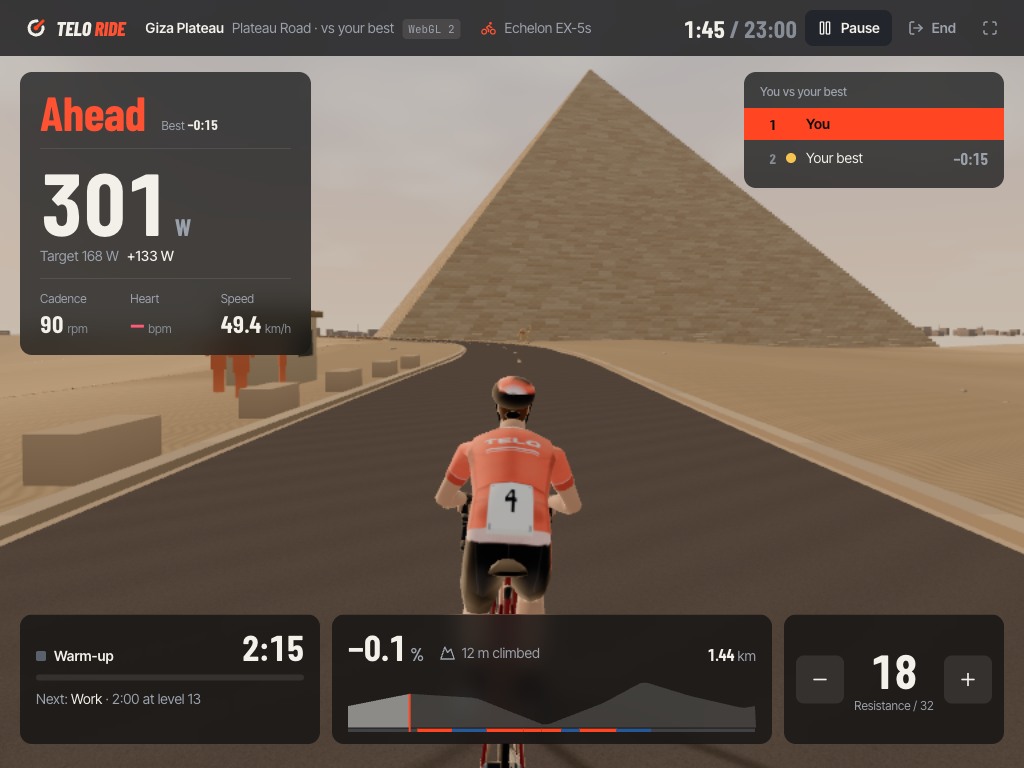 TELO RIDE Giza Plateau Plateau Road · vs your best WebGL 2 Echelon EX-5s 1:45 / 23:00 Pause End
Ahead Best −0:15
301 W
Target 168 W +133 W
Cadence Heart Speed
90 rpm – bpm 49.4 km/h
You vs your best
1 You
2 Your best −0:15
TELO
4
Warm-up 2:15
Next: Work · 2:00 at level 13
−0.1 % 12 m climbed 1.44 km
− 18 +
Resistance / 32